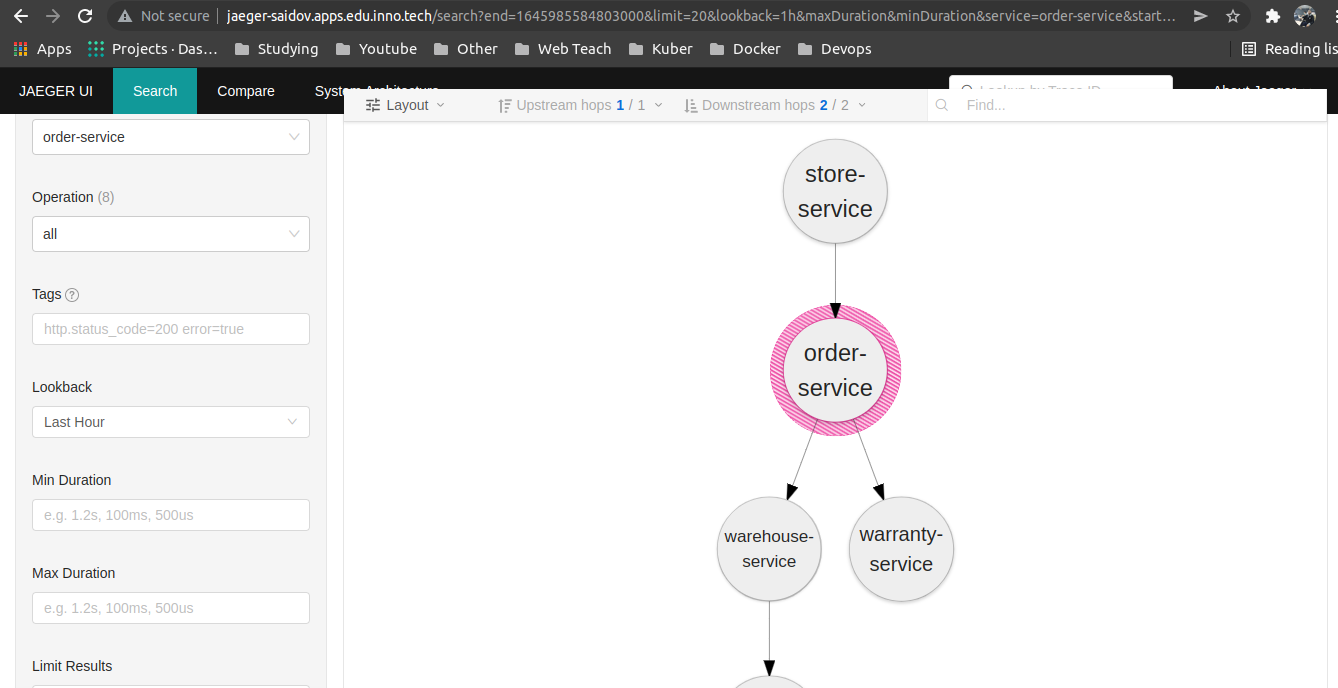 Not secure jaeger-saidov.apps.edu.inno.tech/search?end=1645985584803000&limit=20&lookback=1h&maxDuration&minDuration&service=order-service&start...
Apps Projects · Das... Studying Youtube Other Web Teach Kuber Docker Devops Reading lis
JAEGER UI Search Compare System Architecture Lookup by Trace ID... About Jaeger
Layout Upstream hops 1 / 1 Downstream hops 2 / 2 Find...
order-service
Operation (8)
all
Tags ?
http.status_code=200 error=true
Lookback
Last Hour
Min Duration
e.g. 1.2s, 100ms, 500us
Max Duration
e.g. 1.2s, 100ms, 500us
Limit Results
store-
service
order-
service
warehouse-
service
warranty-
service